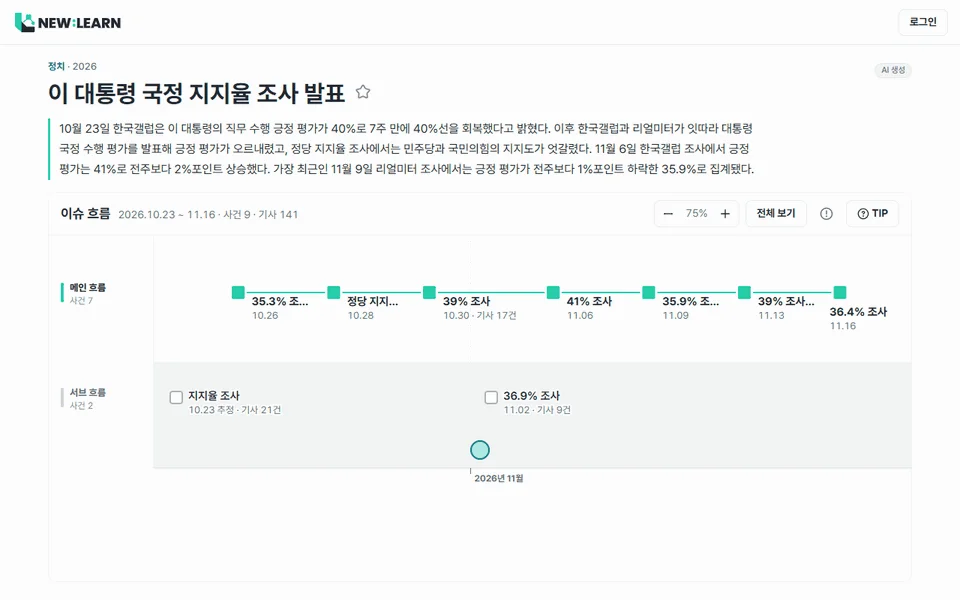 NEW:LEARN
로그인
정치 · 2026
AI 생성
이 대통령 국정 지지율 조사 발표
10월 23일 한국갤럽은 이 대통령의 직무 수행 긍정 평가가 40%로 7주 만에 40%선을 회복했다고 밝혔다. 이후 한국갤럽과 리얼미터가 잇따라 대통령
국정 수행 평가를 발표해 긍정 평가가 오르내렸고, 정당 지지율 조사에서는 민주당과 국민의힘의 지지도가 엇갈렸다. 11월 6일 한국갤럽 조사에서 긍정
평가는 41%로 전주보다 2%포인트 상승했다. 가장 최근인 11월 9일 리얼미터 조사에서는 긍정 평가가 전주보다 1%포인트 하락한 35.9%로 집계됐다.
이슈 흐름 2026.10.23 ~ 11.16 · 사건 9 · 기사 141
75%
전체 보기
TIP
메인 흐름
사건 7
35.3% 조...
10.26
정당 지지...
10.28
39% 조사
10.30 · 기사 17건
41% 조사
11.06
35.9% 조...
11.09
39% 조사...
11.13
36.4% 조사
11.16
서브 흐름
사건 2
지지율 조사
10.23 추정 · 기사 21건
36.9% 조사
11.02 · 기사 9건
2026년 11월